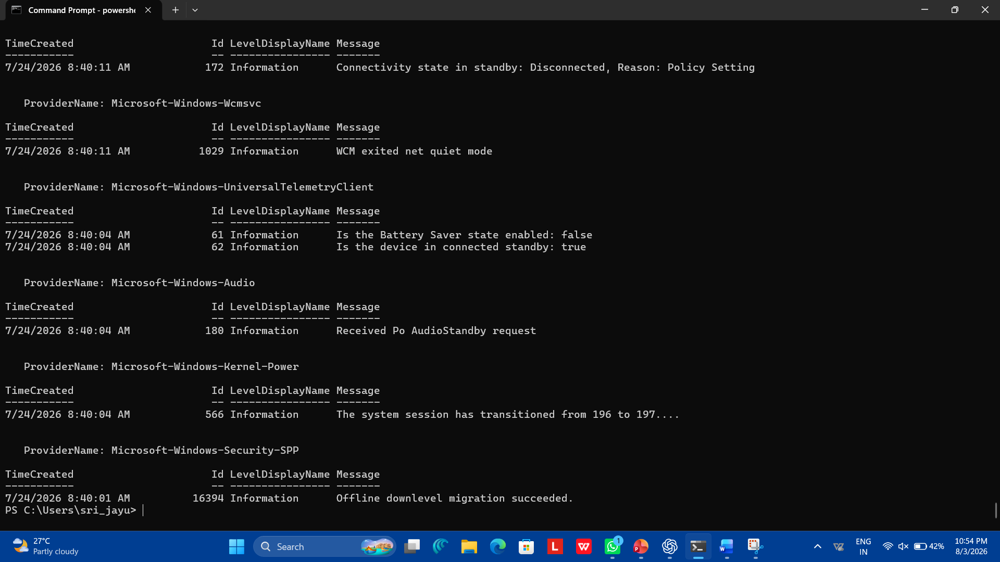 Command Prompt - powershe
TimeCreated                      Id LevelDisplayName Message
-----------                      -- ---------------- -------
7/24/2026 8:40:11 AM            172 Information      Connectivity state in standby: Disconnected, Reason: Policy Setting
   ProviderName: Microsoft-Windows-Wcmsvc
TimeCreated                      Id LevelDisplayName Message
-----------                      -- ---------------- -------
7/24/2026 8:40:11 AM           1029 Information      WCM exited net quiet mode
   ProviderName: Microsoft-Windows-UniversalTelemetryClient
TimeCreated                      Id LevelDisplayName Message
-----------                      -- ---------------- -------
7/24/2026 8:40:04 AM             61 Information      Is the Battery Saver state enabled: false
7/24/2026 8:40:04 AM             62 Information      Is the device in connected standby: true
   ProviderName: Microsoft-Windows-Audio
TimeCreated                      Id LevelDisplayName Message
-----------                      -- ---------------- -------
7/24/2026 8:40:04 AM            180 Information      Received Po AudioStandby request
   ProviderName: Microsoft-Windows-Kernel-Power
TimeCreated                      Id LevelDisplayName Message
-----------                      -- ---------------- -------
7/24/2026 8:40:04 AM            566 Information      The system session has transitioned from 196 to 197....
   ProviderName: Microsoft-Windows-Security-SPP
TimeCreated                      Id LevelDisplayName Message
-----------                      -- ---------------- -------
7/24/2026 8:40:01 AM          16394 Information      Offline downlevel migration succeeded.
PS C:\Users\sri_jayu>
27°C
Partly cloudy
Search
L
W
1
P
W
ENG
IN
42%
10:54 PM
8/3/2026